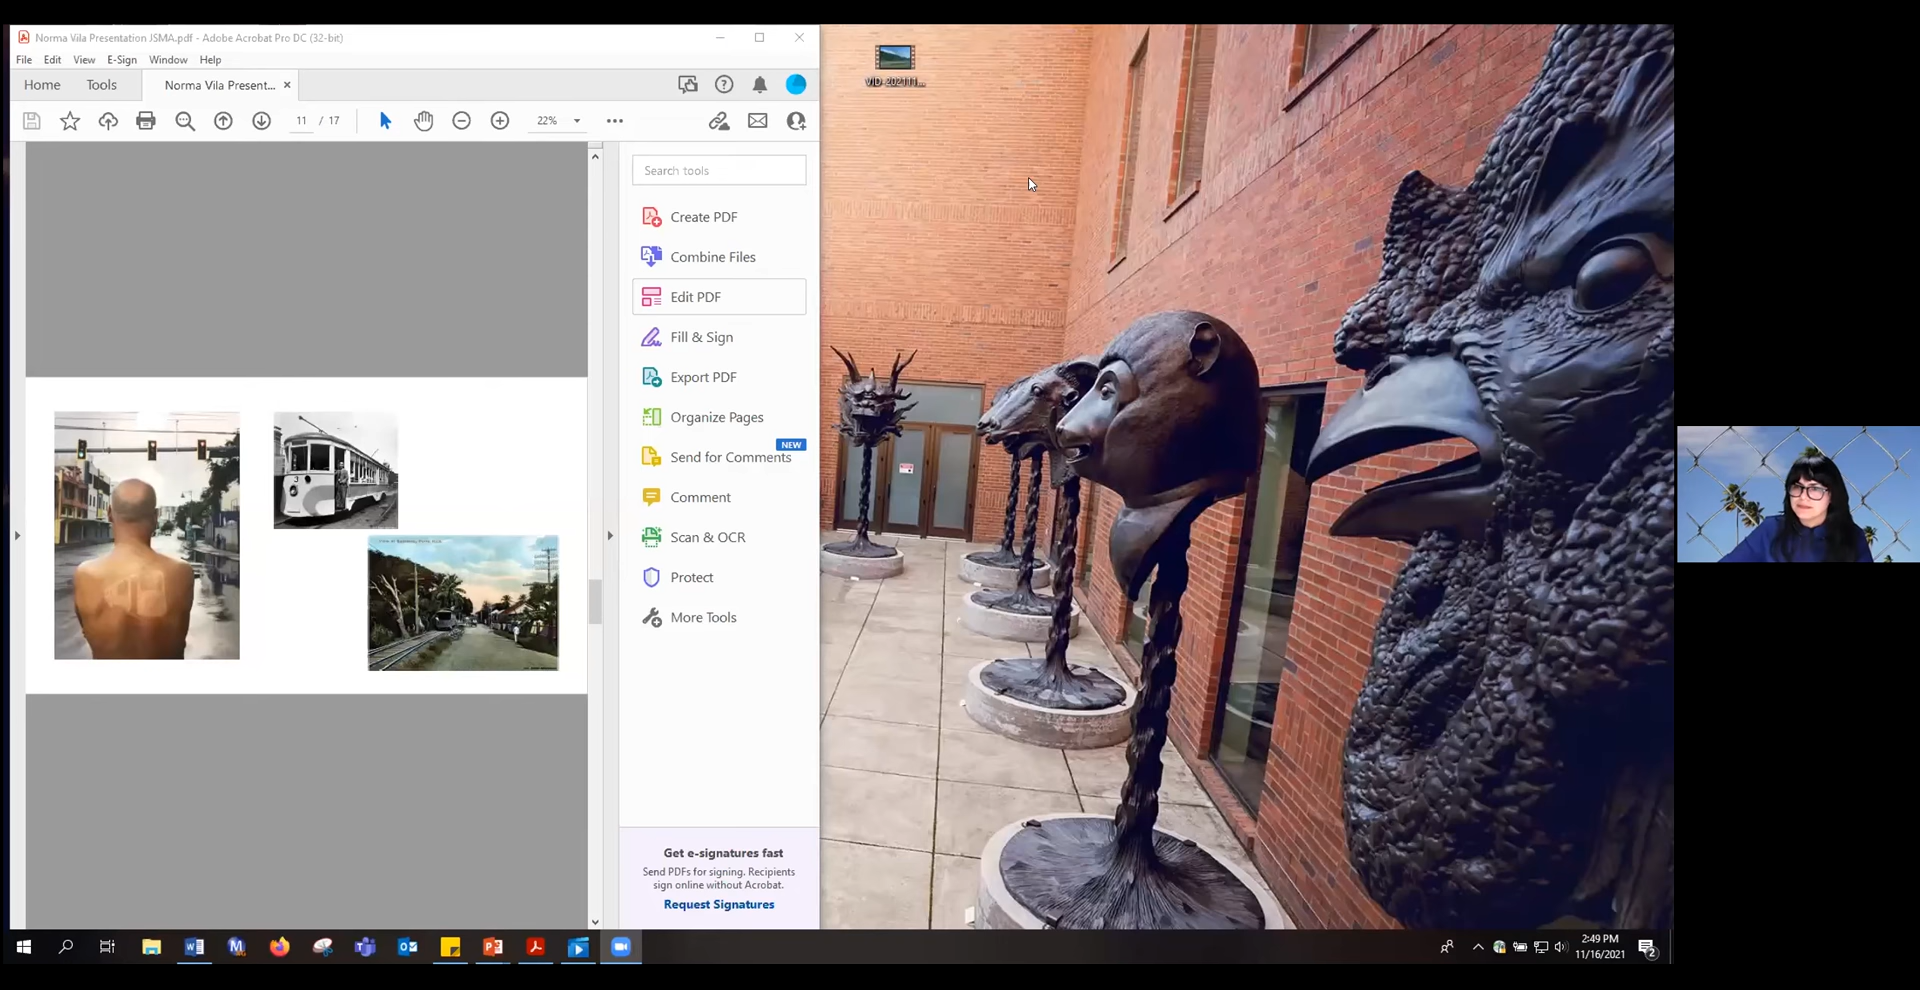 Norma Vila Presentation JSMA.pdf - Adobe Acrobat Pro DC (32-bit)
File Edit View E-Sign Window Help
Home Tools Norma Vila Present... ×
11 / 17 22%
Search tools
Create PDF
Combine Files
Edit PDF
Fill & Sign
Export PDF
Organize Pages
NEW
Send for Comments
Comment
Scan & OCR
Protect
More Tools
Get e-signatures fast
Send PDFs for signing. Recipients
sign online without Acrobat.
Request Signatures
VID_202111...
3
2:49 PM
11/16/2021
2